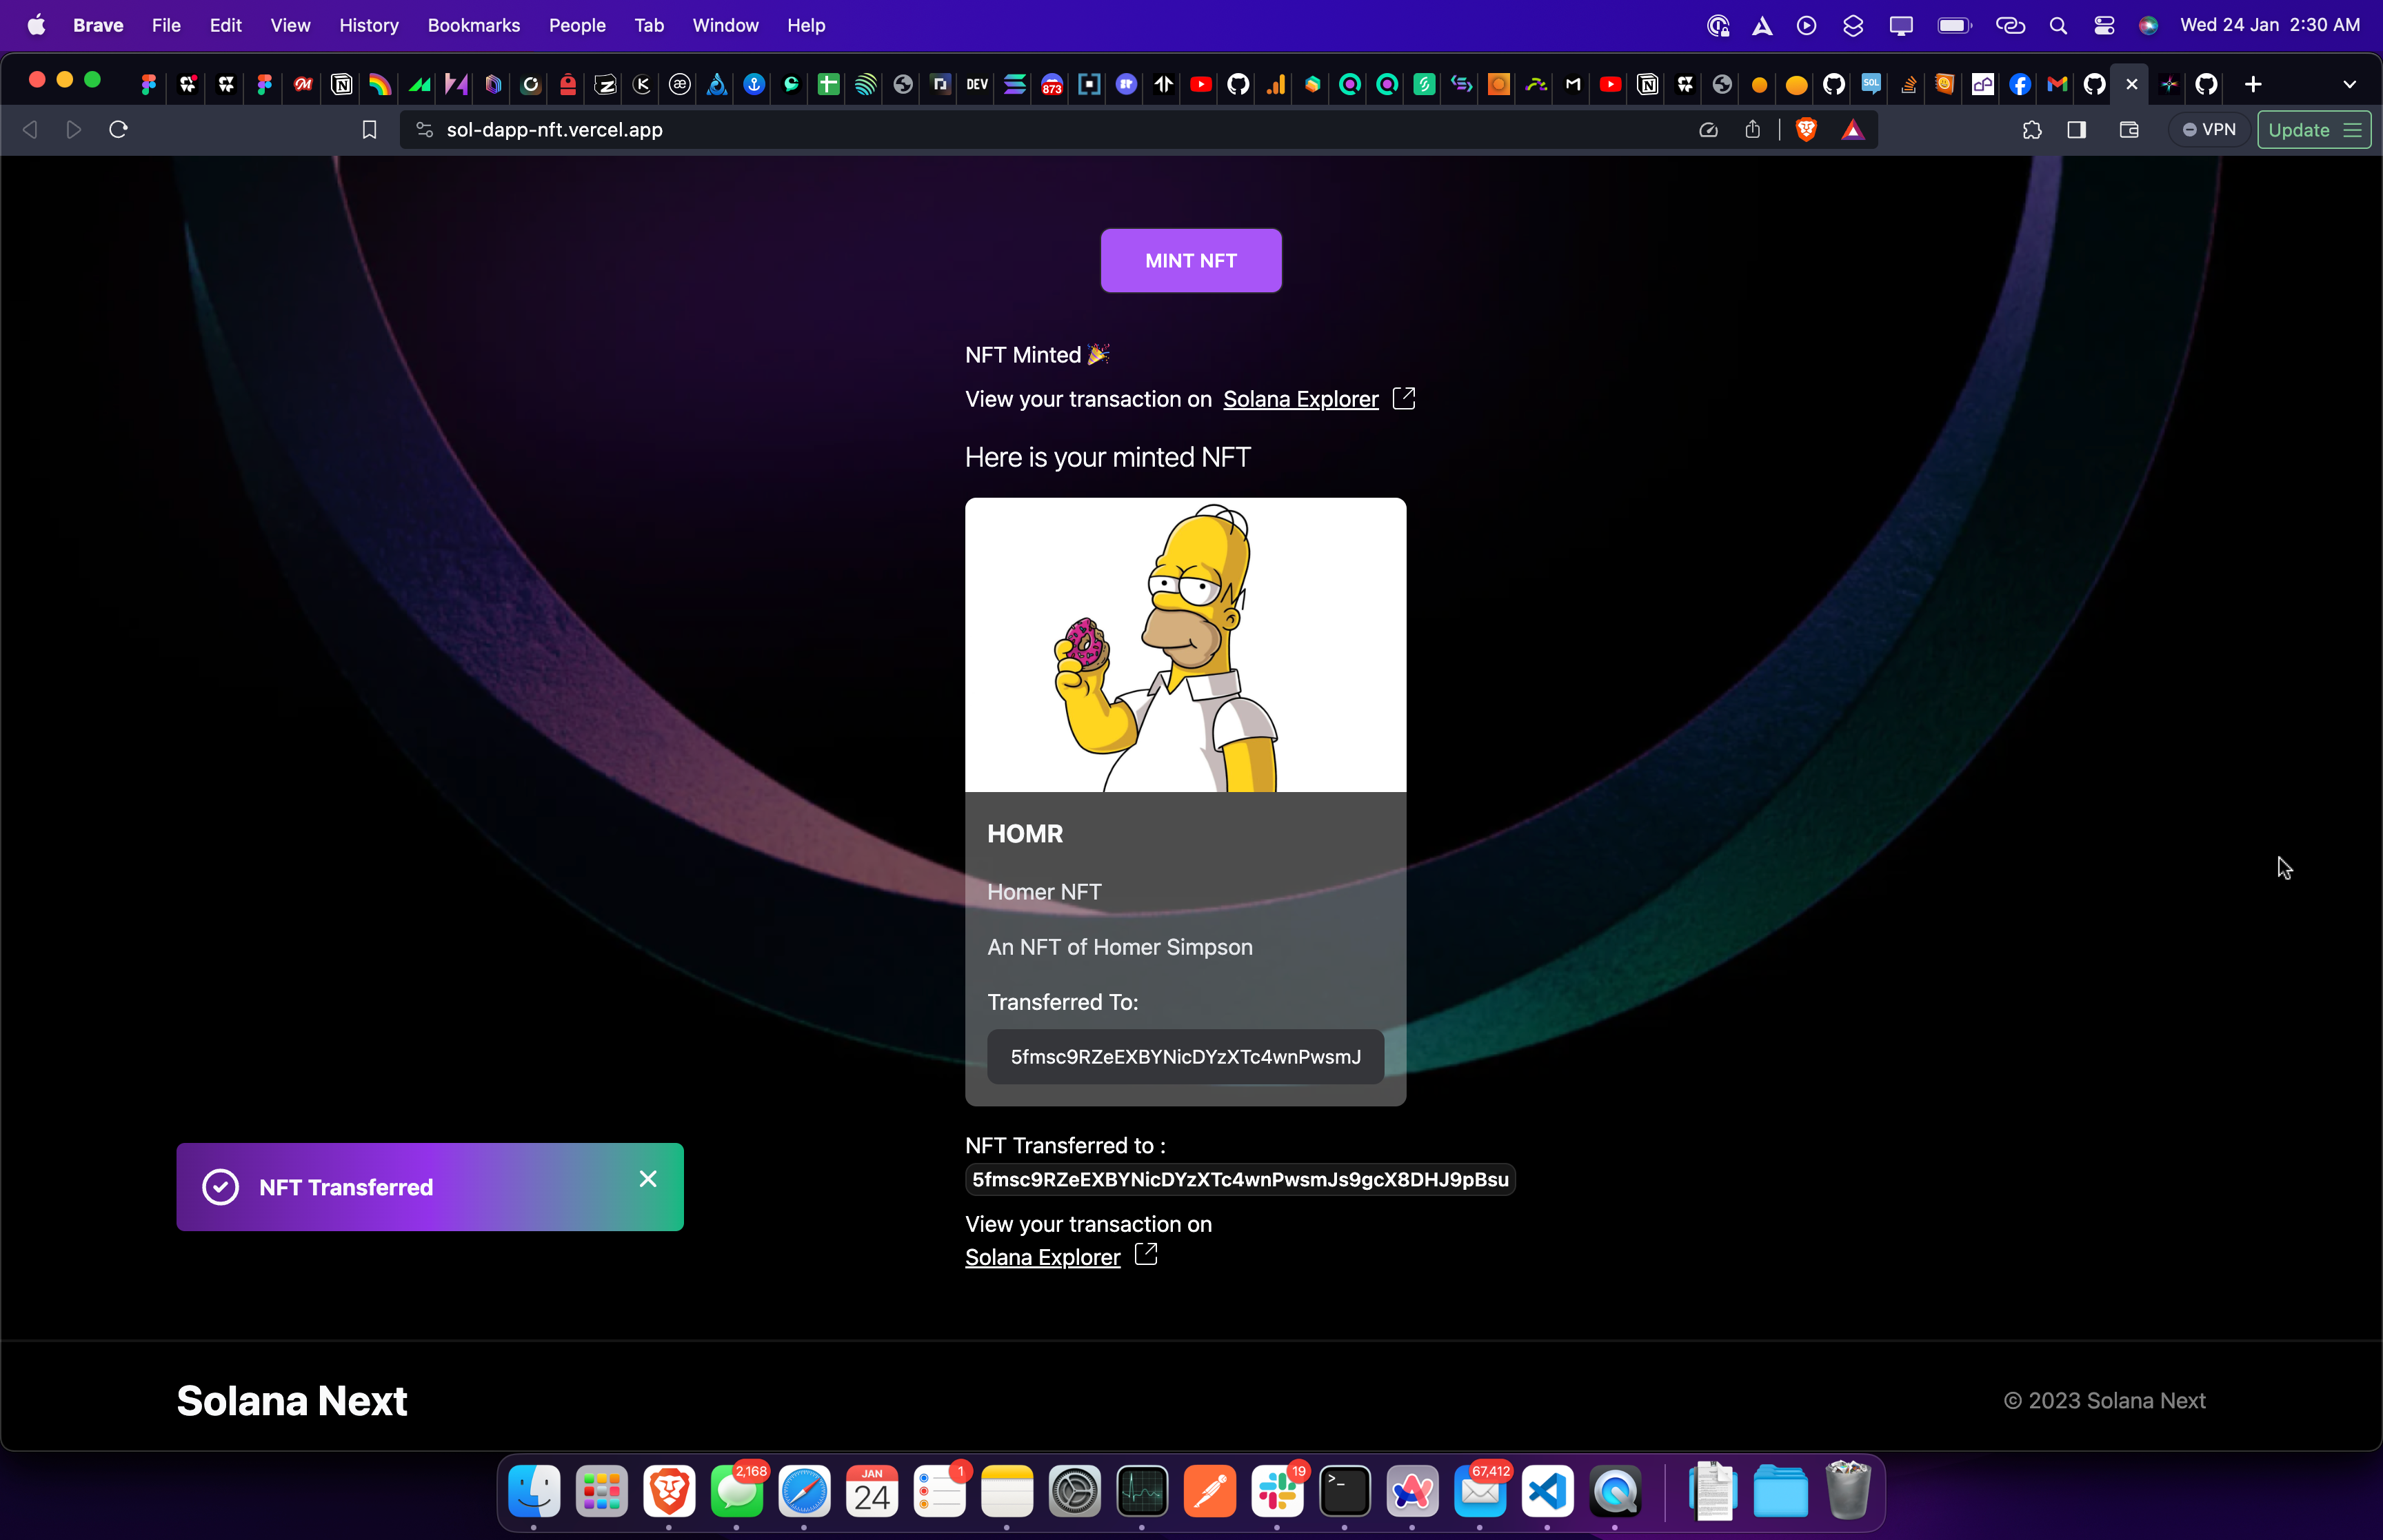 Brave File Edit View History Bookmarks People Tab Window Help Wed 24 Jan 2:30 AM
DEV 873 SOL
sol-dapp-nft.vercel.app VPN Update
MINT NFT
NFT Minted 🎉
View your transaction on Solana Explorer
Here is your minted NFT
HOMR
Homer NFT
An NFT of Homer Simpson
Transferred To:
5fmsc9RZeEXBYNicDYzXTc4wnPwsmJ
NFT Transferred to :
5fmsc9RZeEXBYNicDYzXTc4wnPwsmJs9gcX8DHJ9pBsu
NFT Transferred
View your transaction on
Solana Explorer
Solana Next
© 2023 Solana Next
2,168 JAN 24 1 19 67,412